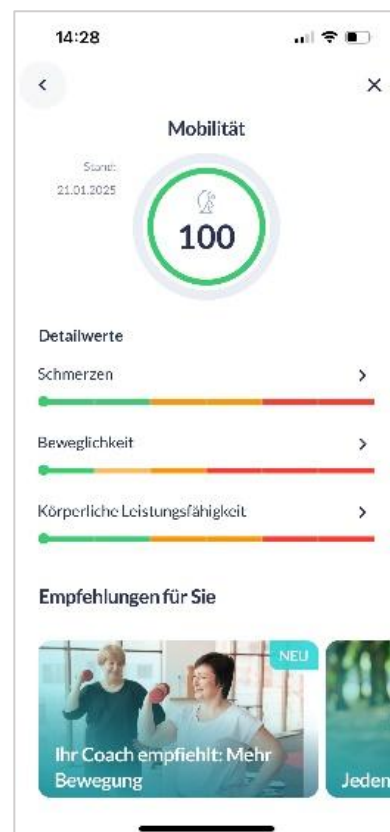 14:28
Mobilität
Stand:
21.01.2025
100
Detailwerte
Schmerzen
Beweglichkeit
Körperliche Leistungsfähigkeit
Empfehlungen für Sie
NEU
Ihr Coach empfiehlt: Mehr
Bewegung
Jeden